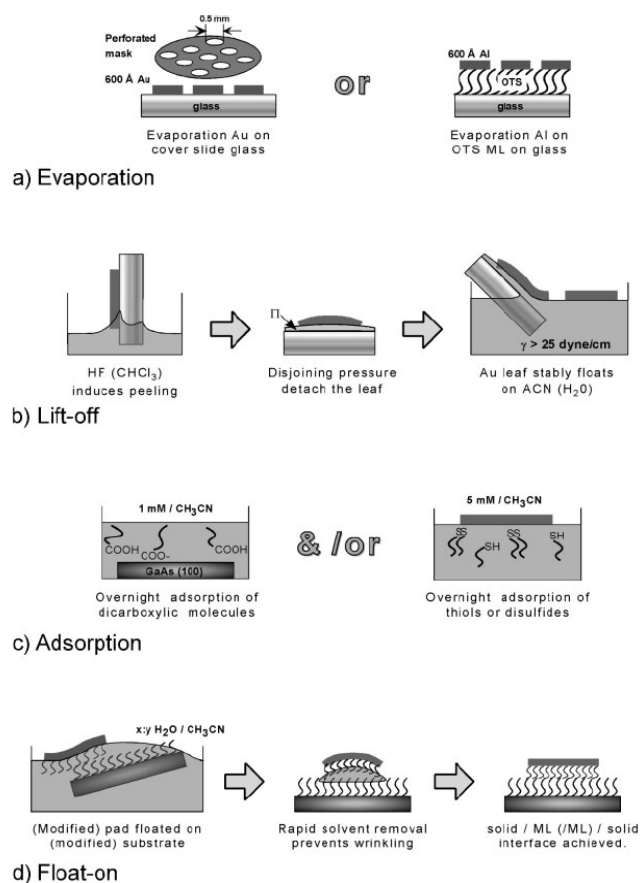 0.5 mm
Perforated
mask
600 Å Au
glass
Evaporation Au on
cover slide glass
or
600 Å Al
OTS
glass
Evaporation Al on
OTS ML on glass
a) Evaporation
HF (CHCl₃)
induces peeling
Π
Disjoining pressure
detach the leaf
γ > 25 dyne/cm
Au leaf stably floats
on ACN (H₂0)
b) Lift-off
1 mM / CH₃CN
COOH
COO-
COOH
GaAs (100)
Overnight adsorption of
dicarboxylic molecules
& /or
5 mM / CH₃CN
SS
SH
SS
SH
Overnight adsorption of
thiols or disulfides
c) Adsorption
x:y H₂O / CH₃CN
(Modified) pad floated on
(modified) substrate
Rapid solvent removal
prevents wrinkling
solid / ML (/ML) / solid
interface achieved.
d) Float-on